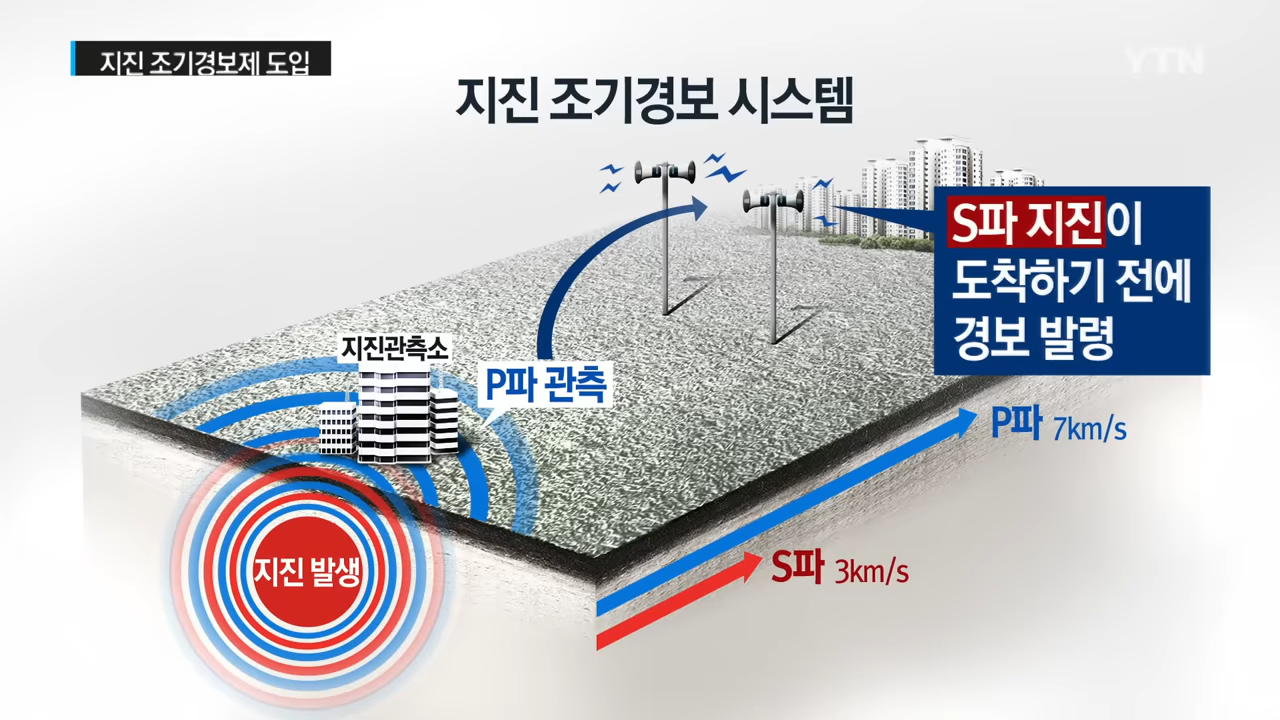 지진 조기경보제 도입
YTN
지진 조기경보 시스템
S파 지진이
도착하기 전에
경보 발령
지진관측소
P파 관측
P파 7km/s
S파 3km/s
지진 발생